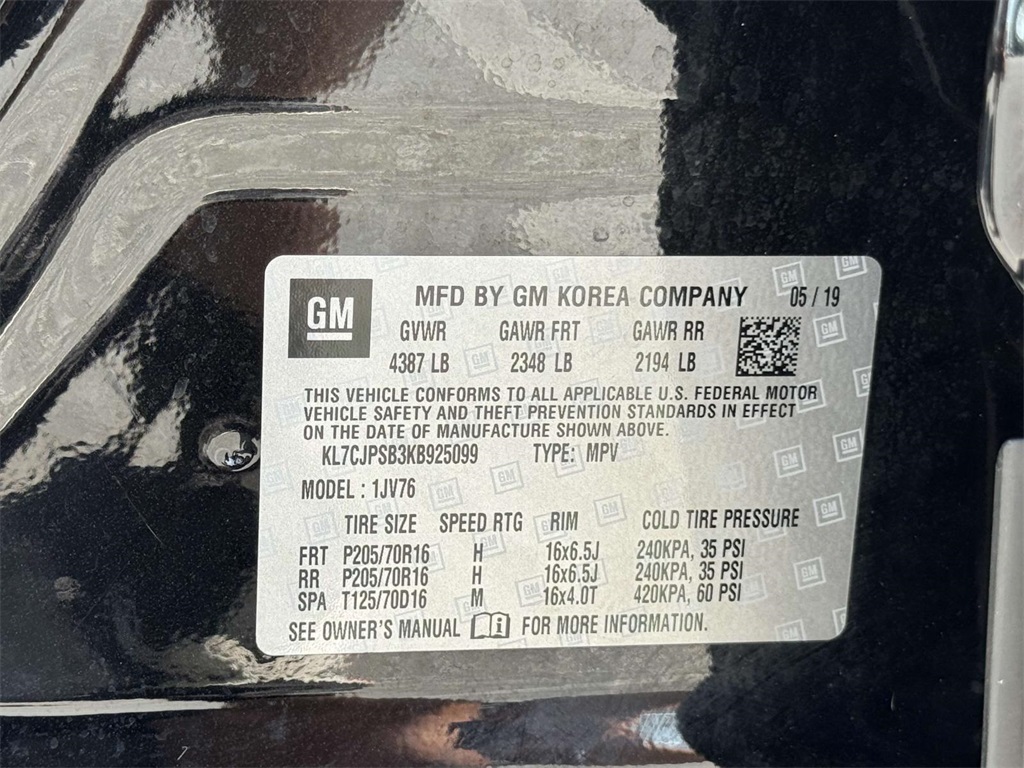 GM MFD BY GM KOREA COMPANY 05 / 19
GVWR GAWR FRT GAWR RR
4387 LB 2348 LB 2194 LB
THIS VEHICLE CONFORMS TO ALL APPLICABLE U.S. FEDERAL MOTOR
VEHICLE SAFETY AND THEFT PREVENTION STANDARDS IN EFFECT
ON THE DATE OF MANUFACTURE SHOWN ABOVE.
KL7CJPSB3KB925099 TYPE: MPV
MODEL : 1JV76
TIRE SIZE SPEED RTG RIM COLD TIRE PRESSURE
FRT P205/70R16 H 16x6.5J 240KPA, 35 PSI
RR P205/70R16 H 16x6.5J 240KPA, 35 PSI
SPA T125/70D16 M 16x4.0T 420KPA, 60 PSI
SEE OWNER'S MANUAL FOR MORE INFORMATION.